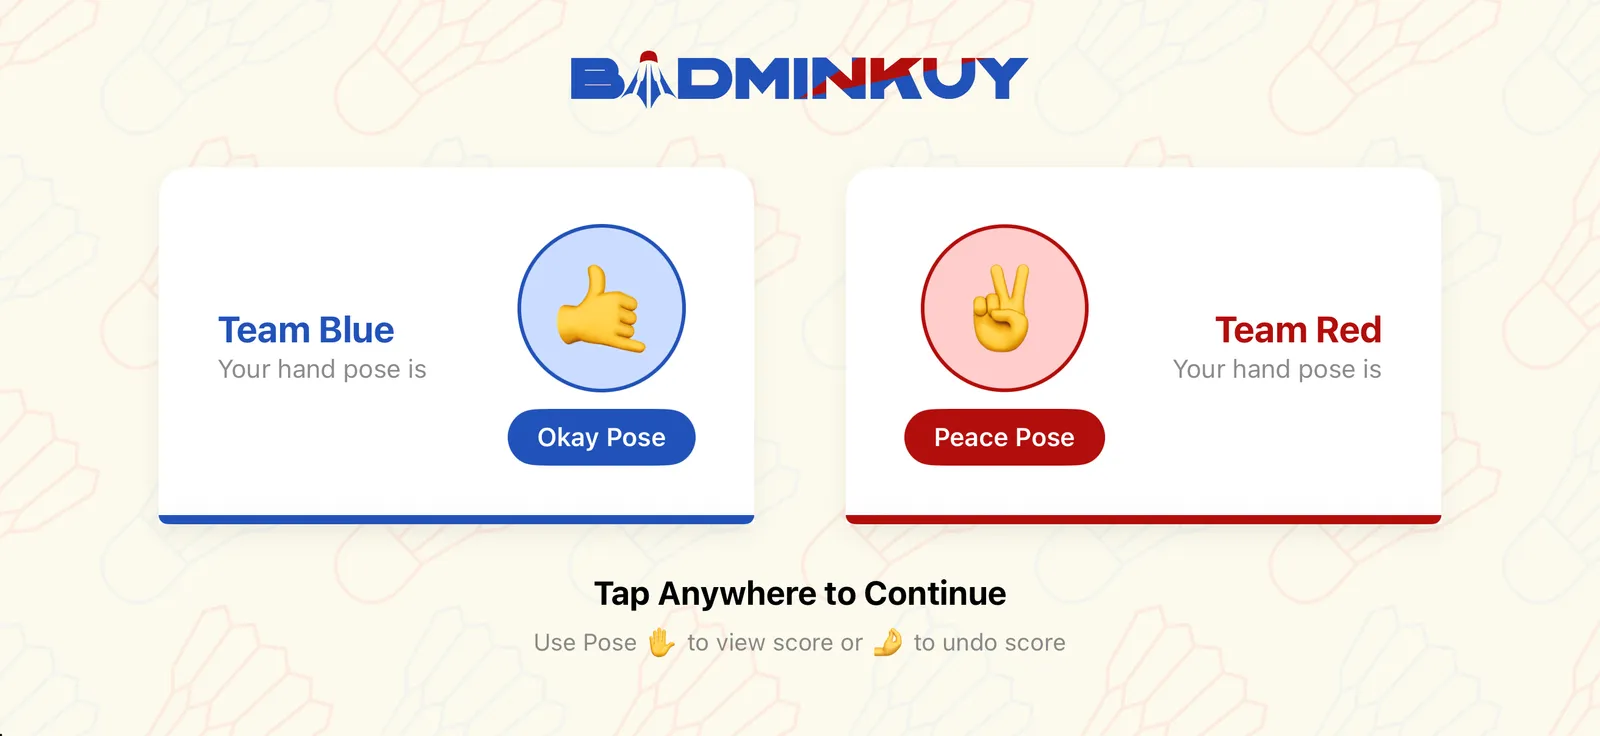 BADMINKUY
Team Blue
Your hand pose is
Okay Pose
Peace Pose
Team Red
Your hand pose is
Tap Anywhere to Continue
Use Pose ✋ to view score or 🤌 to undo score